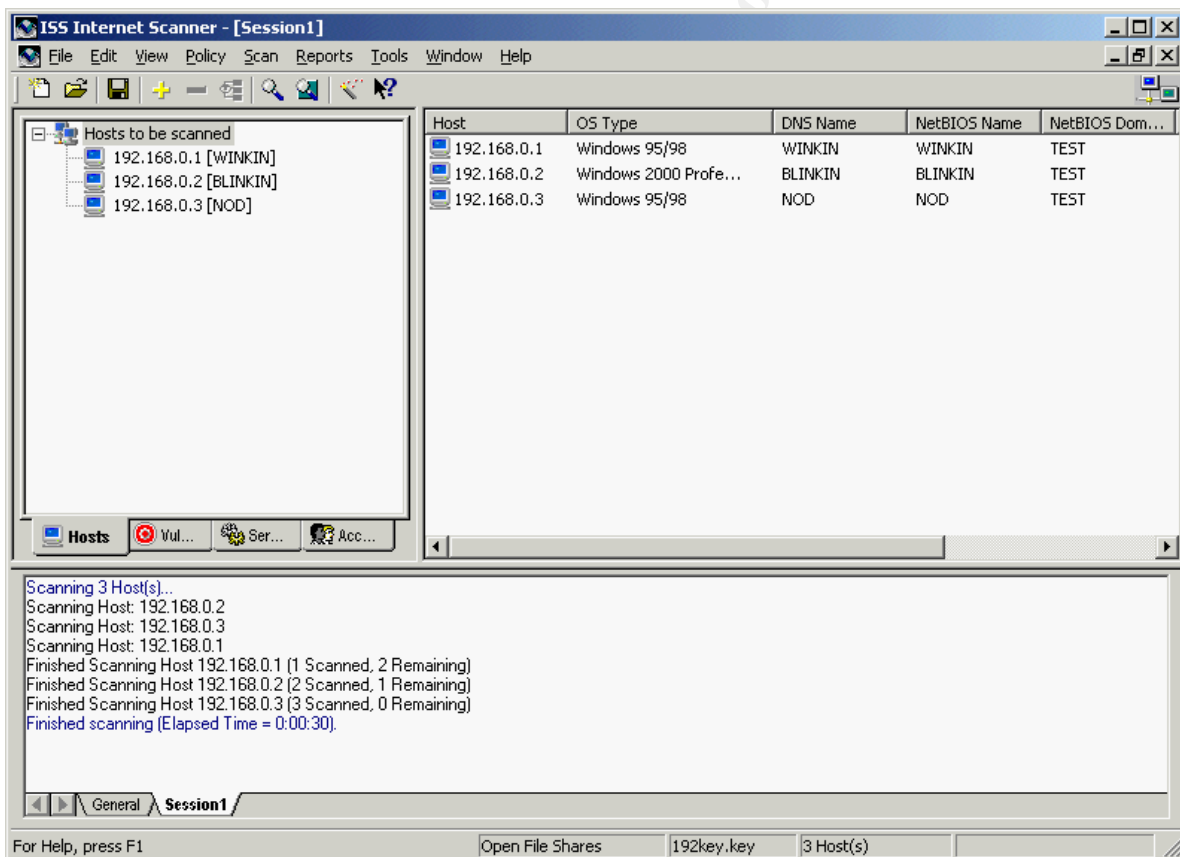 ISS Internet Scanner - [Session1]
File Edit View Policy Scan Reports Tools Window Help
Hosts to be scanned
192.168.0.1 [WINKIN]
192.168.0.2 [BLINKIN]
192.168.0.3 [NOD]
Hosts Vul... Ser... Acc...
Host OS Type DNS Name NetBIOS Name NetBIOS Dom...
192.168.0.1 Windows 95/98 WINKIN WINKIN TEST
192.168.0.2 Windows 2000 Profe... BLINKIN BLINKIN TEST
192.168.0.3 Windows 95/98 NOD NOD TEST
Scanning 3 Host(s)...
Scanning Host: 192.168.0.2
Scanning Host: 192.168.0.3
Scanning Host: 192.168.0.1
Finished Scanning Host 192.168.0.1 (1 Scanned, 2 Remaining)
Finished Scanning Host 192.168.0.2 (2 Scanned, 1 Remaining)
Finished Scanning Host 192.168.0.3 (3 Scanned, 0 Remaining)
Finished scanning (Elapsed Time = 0:00:30).
General Session1
For Help, press F1 Open File Shares 192key.key 3 Host(s)